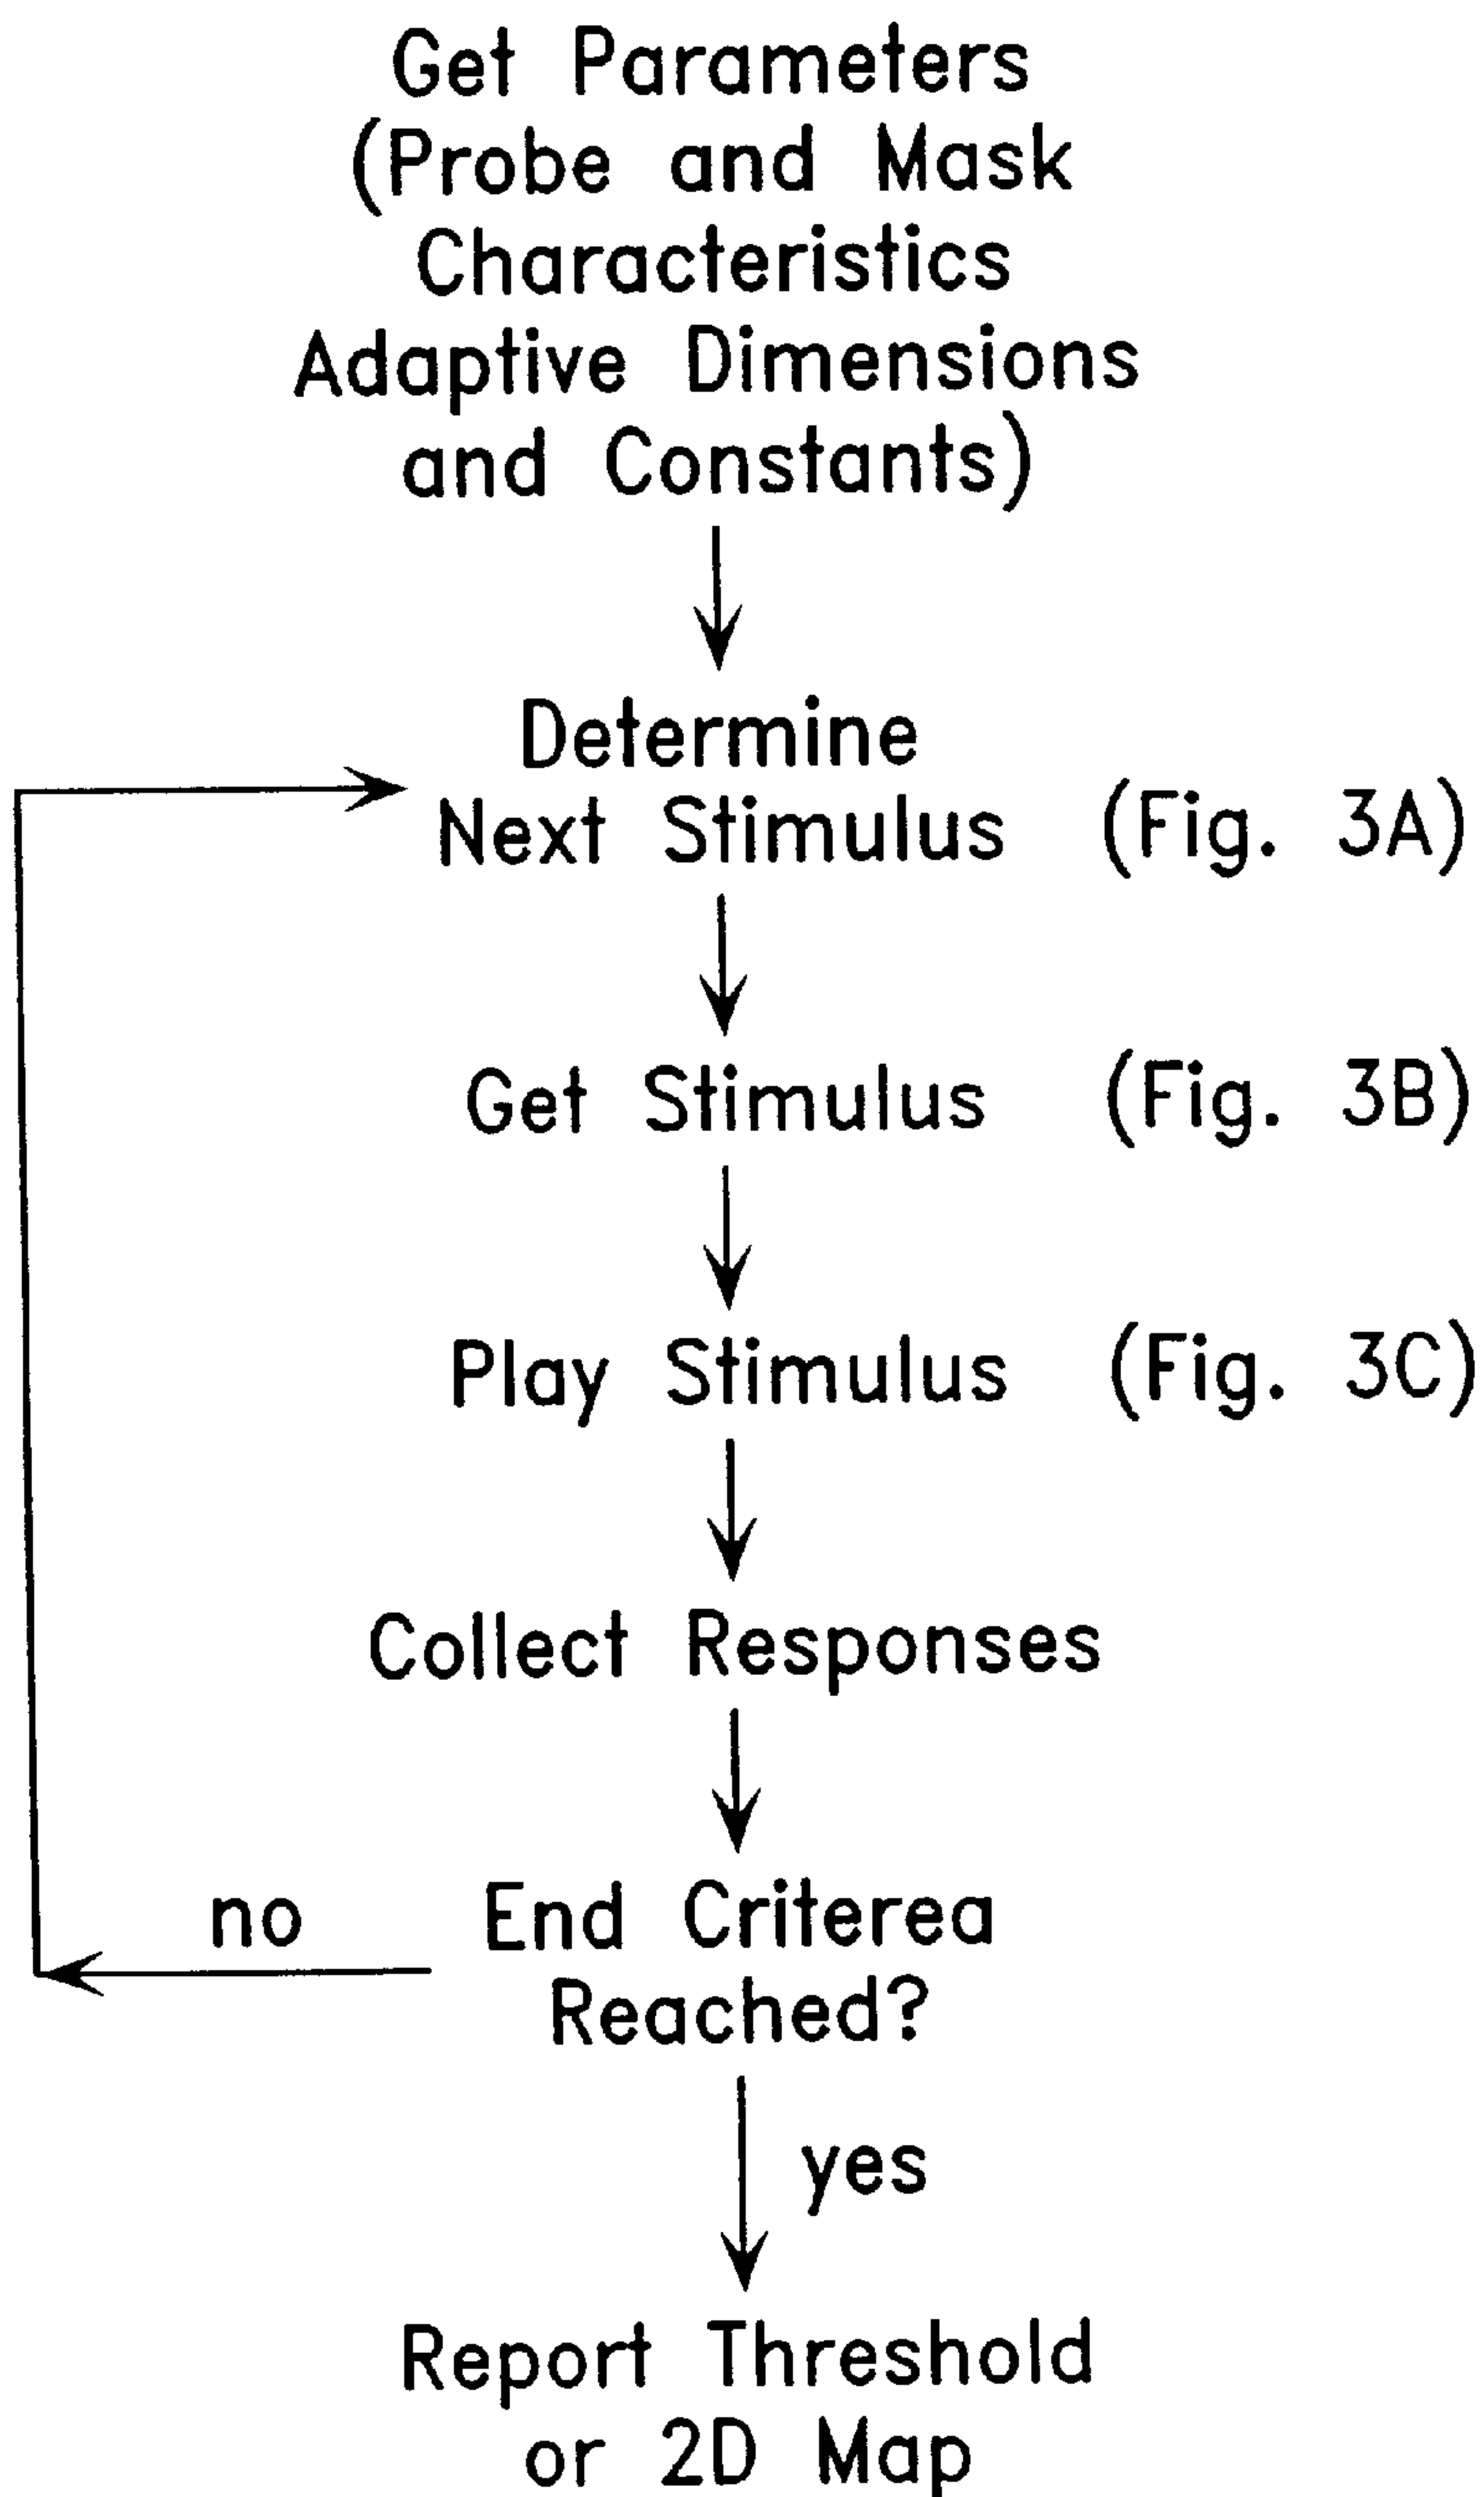 Get Parameters
(Probe and Mask
Characteristics
Adaptive Dimensions
and Constants)
Determine
Next Stimulus (Fig. 3A)
Get Stimulus (Fig. 3B)
Play Stimulus (Fig. 3C)
Collect Responses
no
End Criterea
Reached?
yes
Report Threshold
or 2D Map